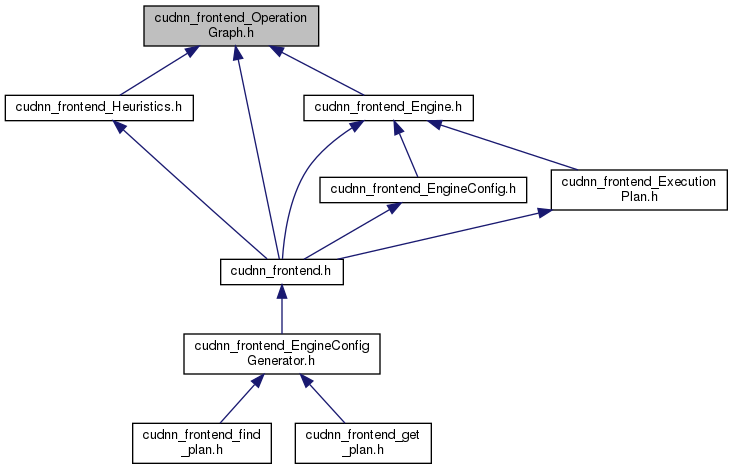 cudnn_frontend_Operation
Graph.h
cudnn_frontend_Heuristics.h
cudnn_frontend_Engine.h
cudnn_frontend_EngineConfig.h
cudnn_frontend_Execution
Plan.h
cudnn_frontend.h
cudnn_frontend_EngineConfig
Generator.h
cudnn_frontend_find
_plan.h
cudnn_frontend_get
_plan.h